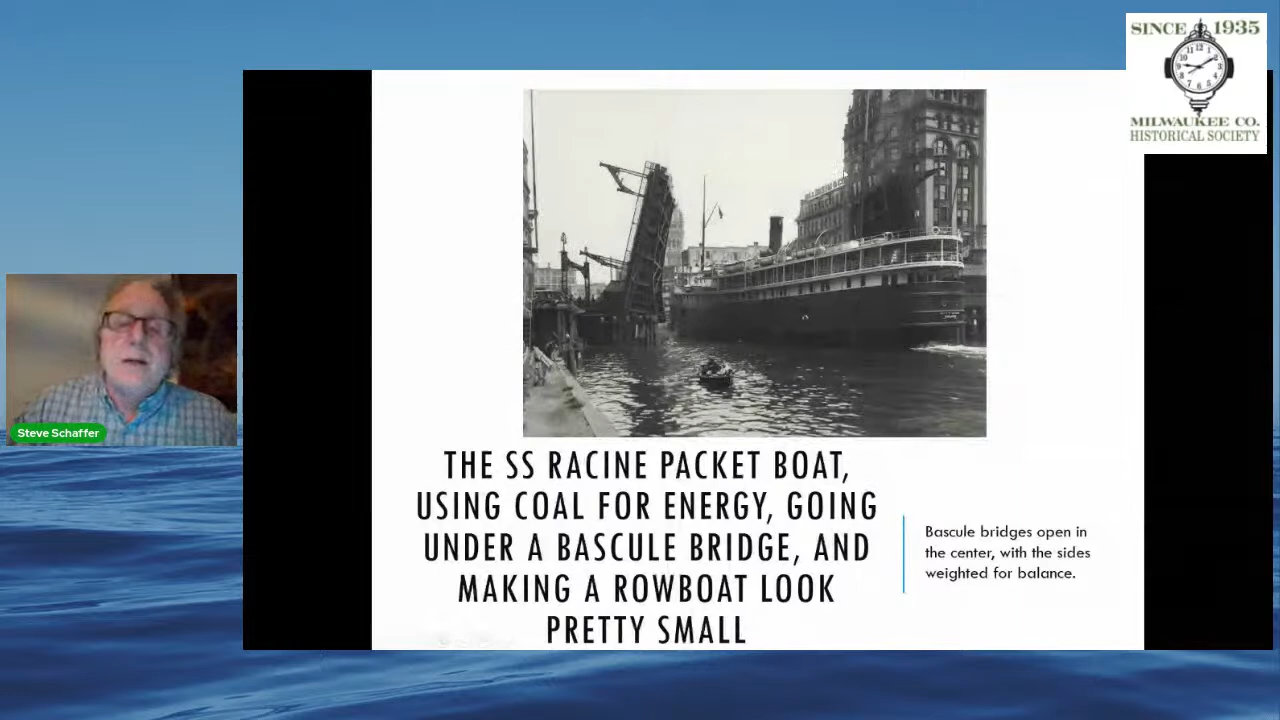 SINCE 1935
MILWAUKEE CO.
HISTORICAL SOCIETY
Steve Schaffer
THE SS RACINE PACKET BOAT,
USING COAL FOR ENERGY, GOING
UNDER A BASCULE BRIDGE, AND
MAKING A ROWBOAT LOOK
PRETTY SMALL
Bascule bridges open in
the center, with the sides
weighted for balance.